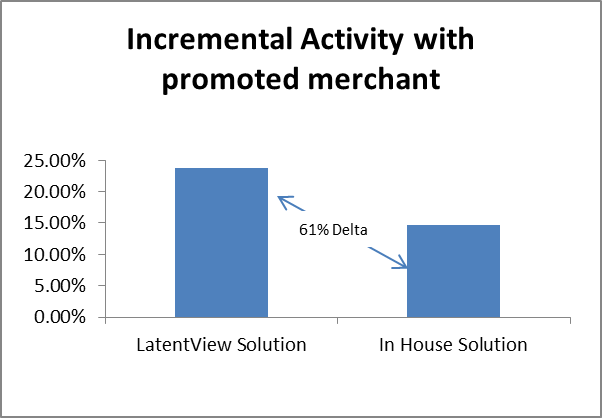 Incremental Activity with
promoted merchant
25.00%
20.00%
15.00%
10.00%
5.00%
0.00%
61% Delta
LatentView Solution
In House Solution